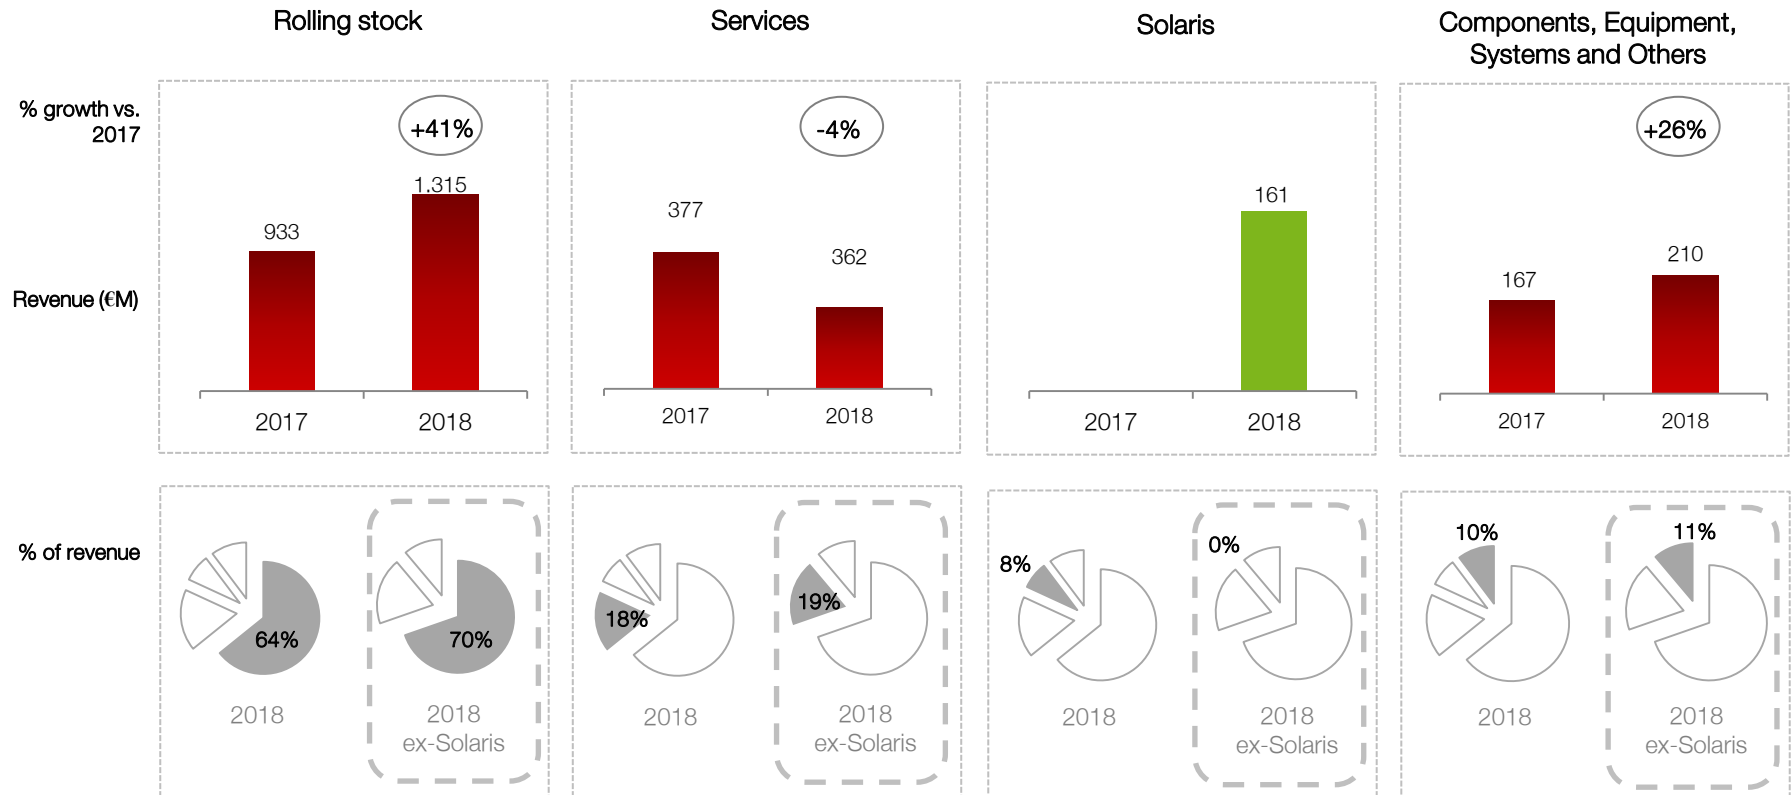 Rolling stock
Services
Solaris
Components, Equipment,
Systems and Others
% growth vs.
2017
+41%
-4%
+26%
Revenue (€M)
933
1.315
2017
2018
377
362
2017
2018
161
2017
2018
167
210
2017
2018
% of revenue
64%
2018
70%
2018
ex-Solaris
18%
2018
19%
2018
ex-Solaris
8%
2018
0%
2018
ex-Solaris
10%
2018
11%
2018
ex-Solaris